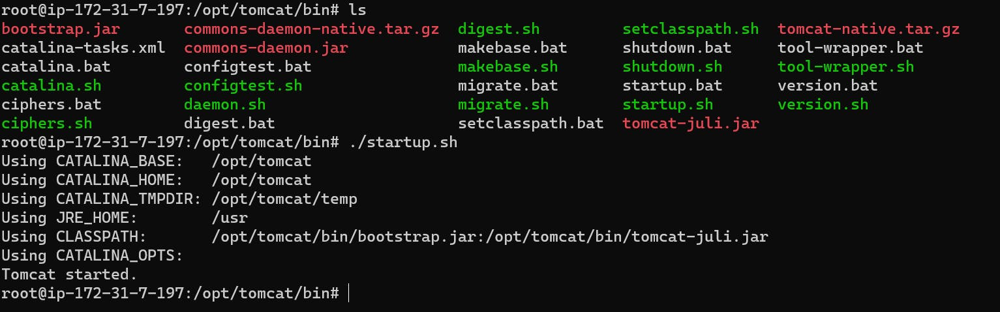 root@ip-172-31-7-197:/opt/tomcat/bin# ls
bootstrap.jar       commons-daemon-native.tar.gz  digest.sh         setclasspath.sh  tomcat-native.tar.gz
catalina-tasks.xml  commons-daemon.jar            makebase.bat      shutdown.bat     tool-wrapper.bat
catalina.bat        configtest.bat                makebase.sh       shutdown.sh      tool-wrapper.sh
catalina.sh         configtest.sh                 migrate.bat       startup.bat      version.bat
ciphers.bat         daemon.sh                     migrate.sh        startup.sh       version.sh
ciphers.sh          digest.bat                    setclasspath.bat  tomcat-juli.jar
root@ip-172-31-7-197:/opt/tomcat/bin# ./startup.sh
Using CATALINA_BASE:   /opt/tomcat
Using CATALINA_HOME:   /opt/tomcat
Using CATALINA_TMPDIR: /opt/tomcat/temp
Using JRE_HOME:        /usr
Using CLASSPATH:       /opt/tomcat/bin/bootstrap.jar:/opt/tomcat/bin/tomcat-juli.jar
Using CATALINA_OPTS:
Tomcat started.
root@ip-172-31-7-197:/opt/tomcat/bin#